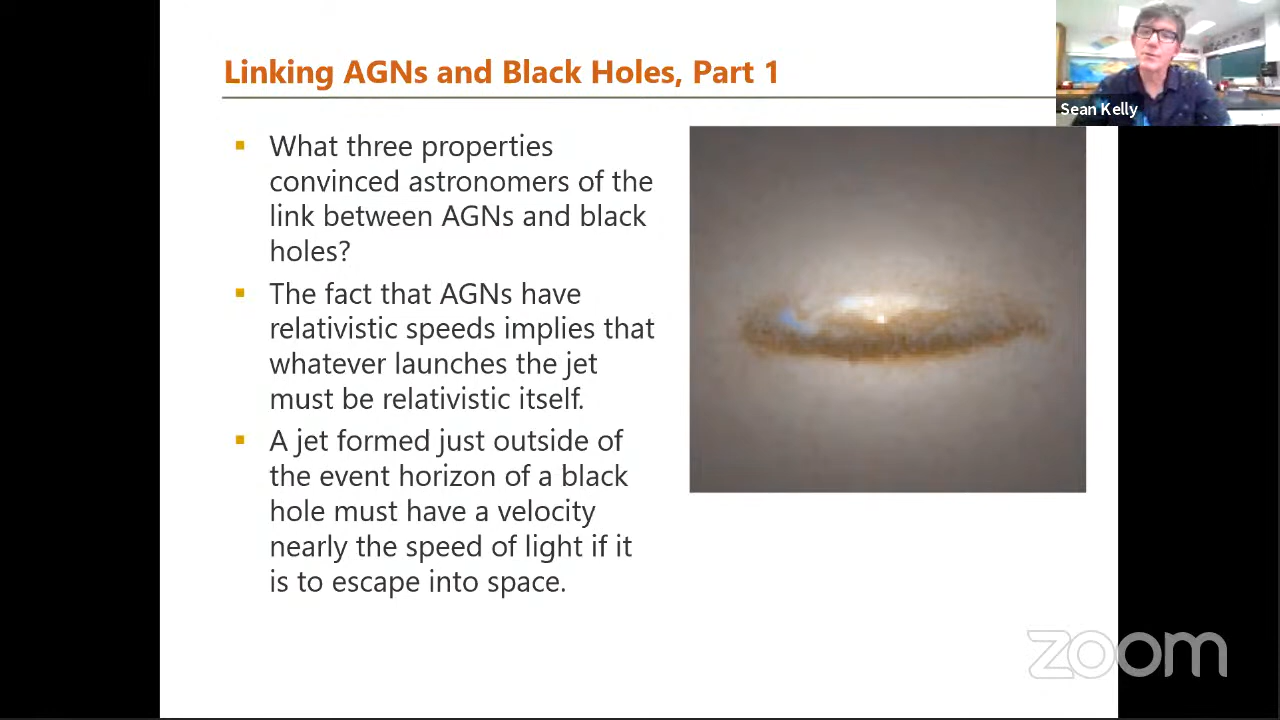 Linking AGNs and Black Holes, Part 1
Sean Kelly
What three properties
convinced astronomers of the
link between AGNs and black
holes?
The fact that AGNs have
relativistic speeds implies that
whatever launches the jet
must be relativistic itself.
A jet formed just outside of
the event horizon of a black
hole must have a velocity
nearly the speed of light if it
is to escape into space.
zoom